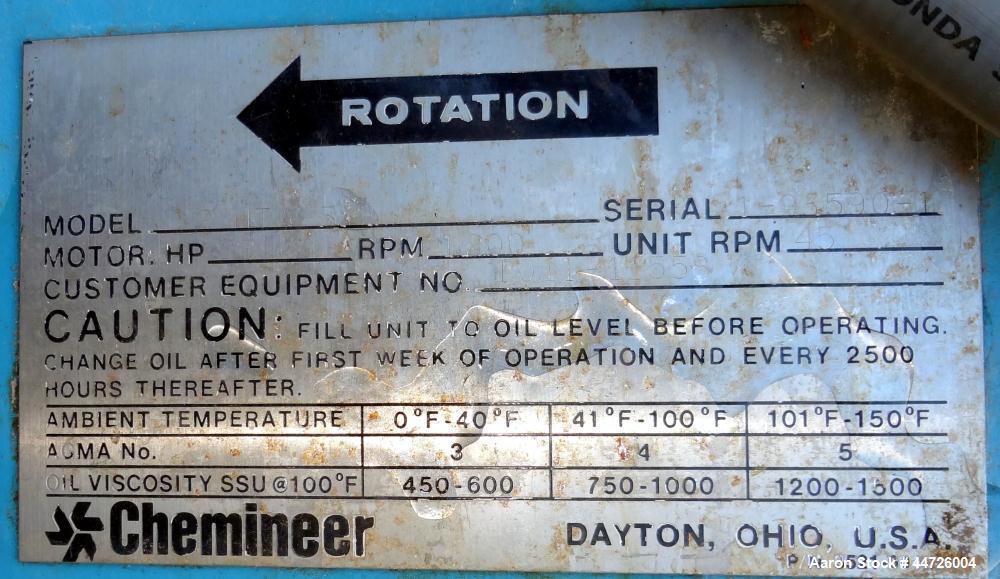 ROTATION
MODEL SERIAL
MOTOR: HP RPM UNIT RPM 45
CUSTOMER EQUIPMENT NO.
CAUTION: FILL UNIT TO OIL LEVEL BEFORE OPERATING.
CHANGE OIL AFTER FIRST WEEK OF OPERATION AND EVERY 2500
HOURS THEREAFTER.
AMBIENT TEMPERATURE 0°F-40°F 41°F-100°F 101°F-150°F
AGMA No. 3 4 5
OIL VISCOSITY SSU @ 100°F 450-600 750-1000 1200-1500
Chemineer DAYTON, OHIO, U.S.A.
Aaron Stock # 44726004